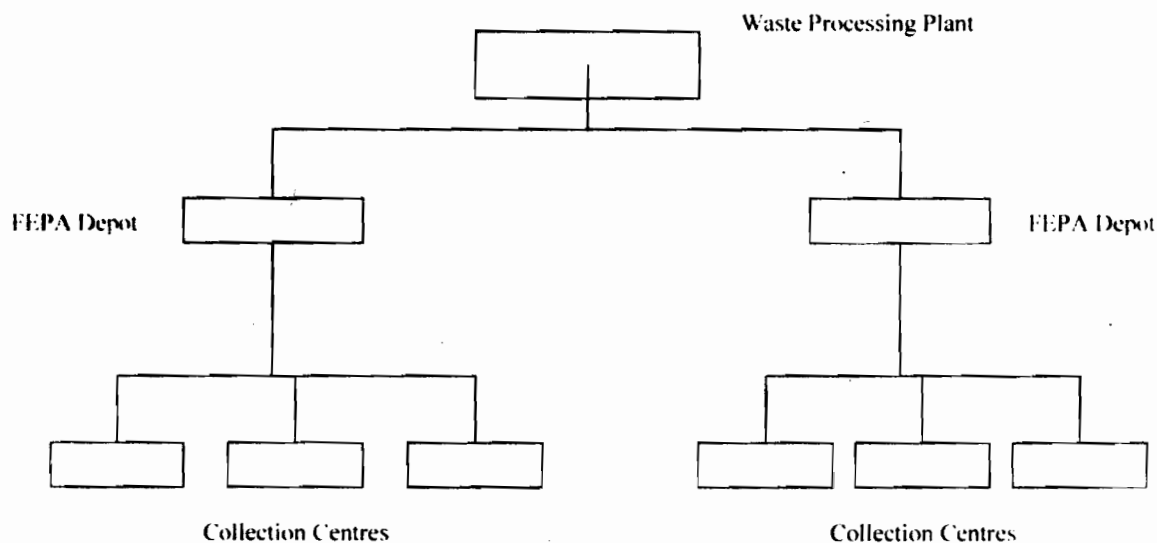 Waste Processing Plant
FEPA Depot
FEPA Depot
Collection Centres
Collection Centres